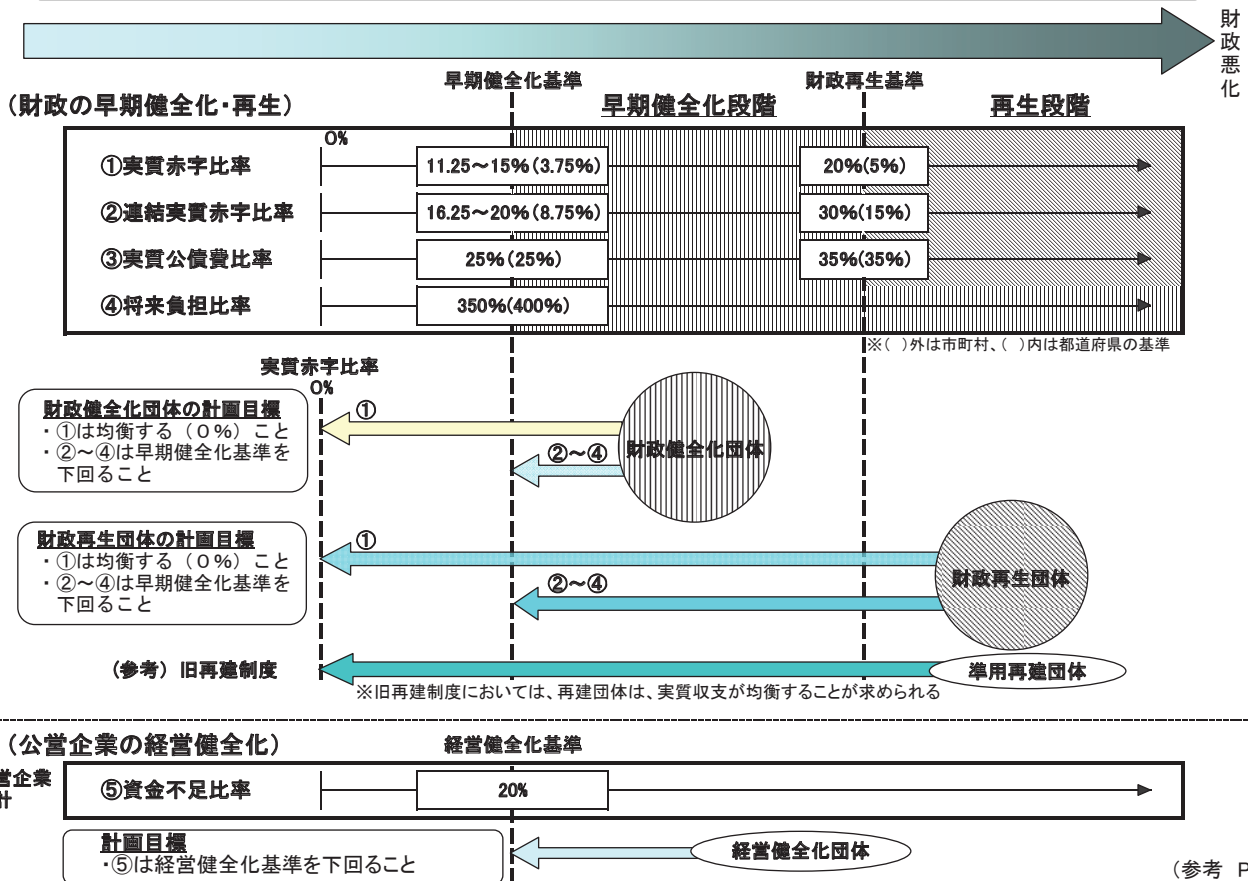 財政悪化
早期健全化基準
財政再生基準
(財政の早期健全化・再生)
早期健全化段階
再生段階
0%
①実質赤字比率
11.25～15%(3.75%)
20%(5%)
②連結実質赤字比率
16.25～20%(8.75%)
30%(15%)
③実質公債費比率
25%(25%)
35%(35%)
④将来負担比率
350%(400%)
※( )外は市町村、( )内は都道府県の基準
実質赤字比率
0%
財政健全化団体の計画目標
・①は均衡する（０％）こと
・②～④は早期健全化基準を
下回ること
①
②～④
財政健全化団体
財政再生団体の計画目標
・①は均衡する（０％）こと
・②～④は早期健全化基準を
下回ること
①
②～④
財政再生団体
(参考) 旧再建制度
準用再建団体
※旧再建制度においては、再建団体は、実質収支が均衡することが求められる
(公営企業の経営健全化)
経営健全化基準
営企業
計
⑤資金不足比率
20%
計画目標
・⑤は経営健全化基準を下回ること
経営健全化団体
(参考 P